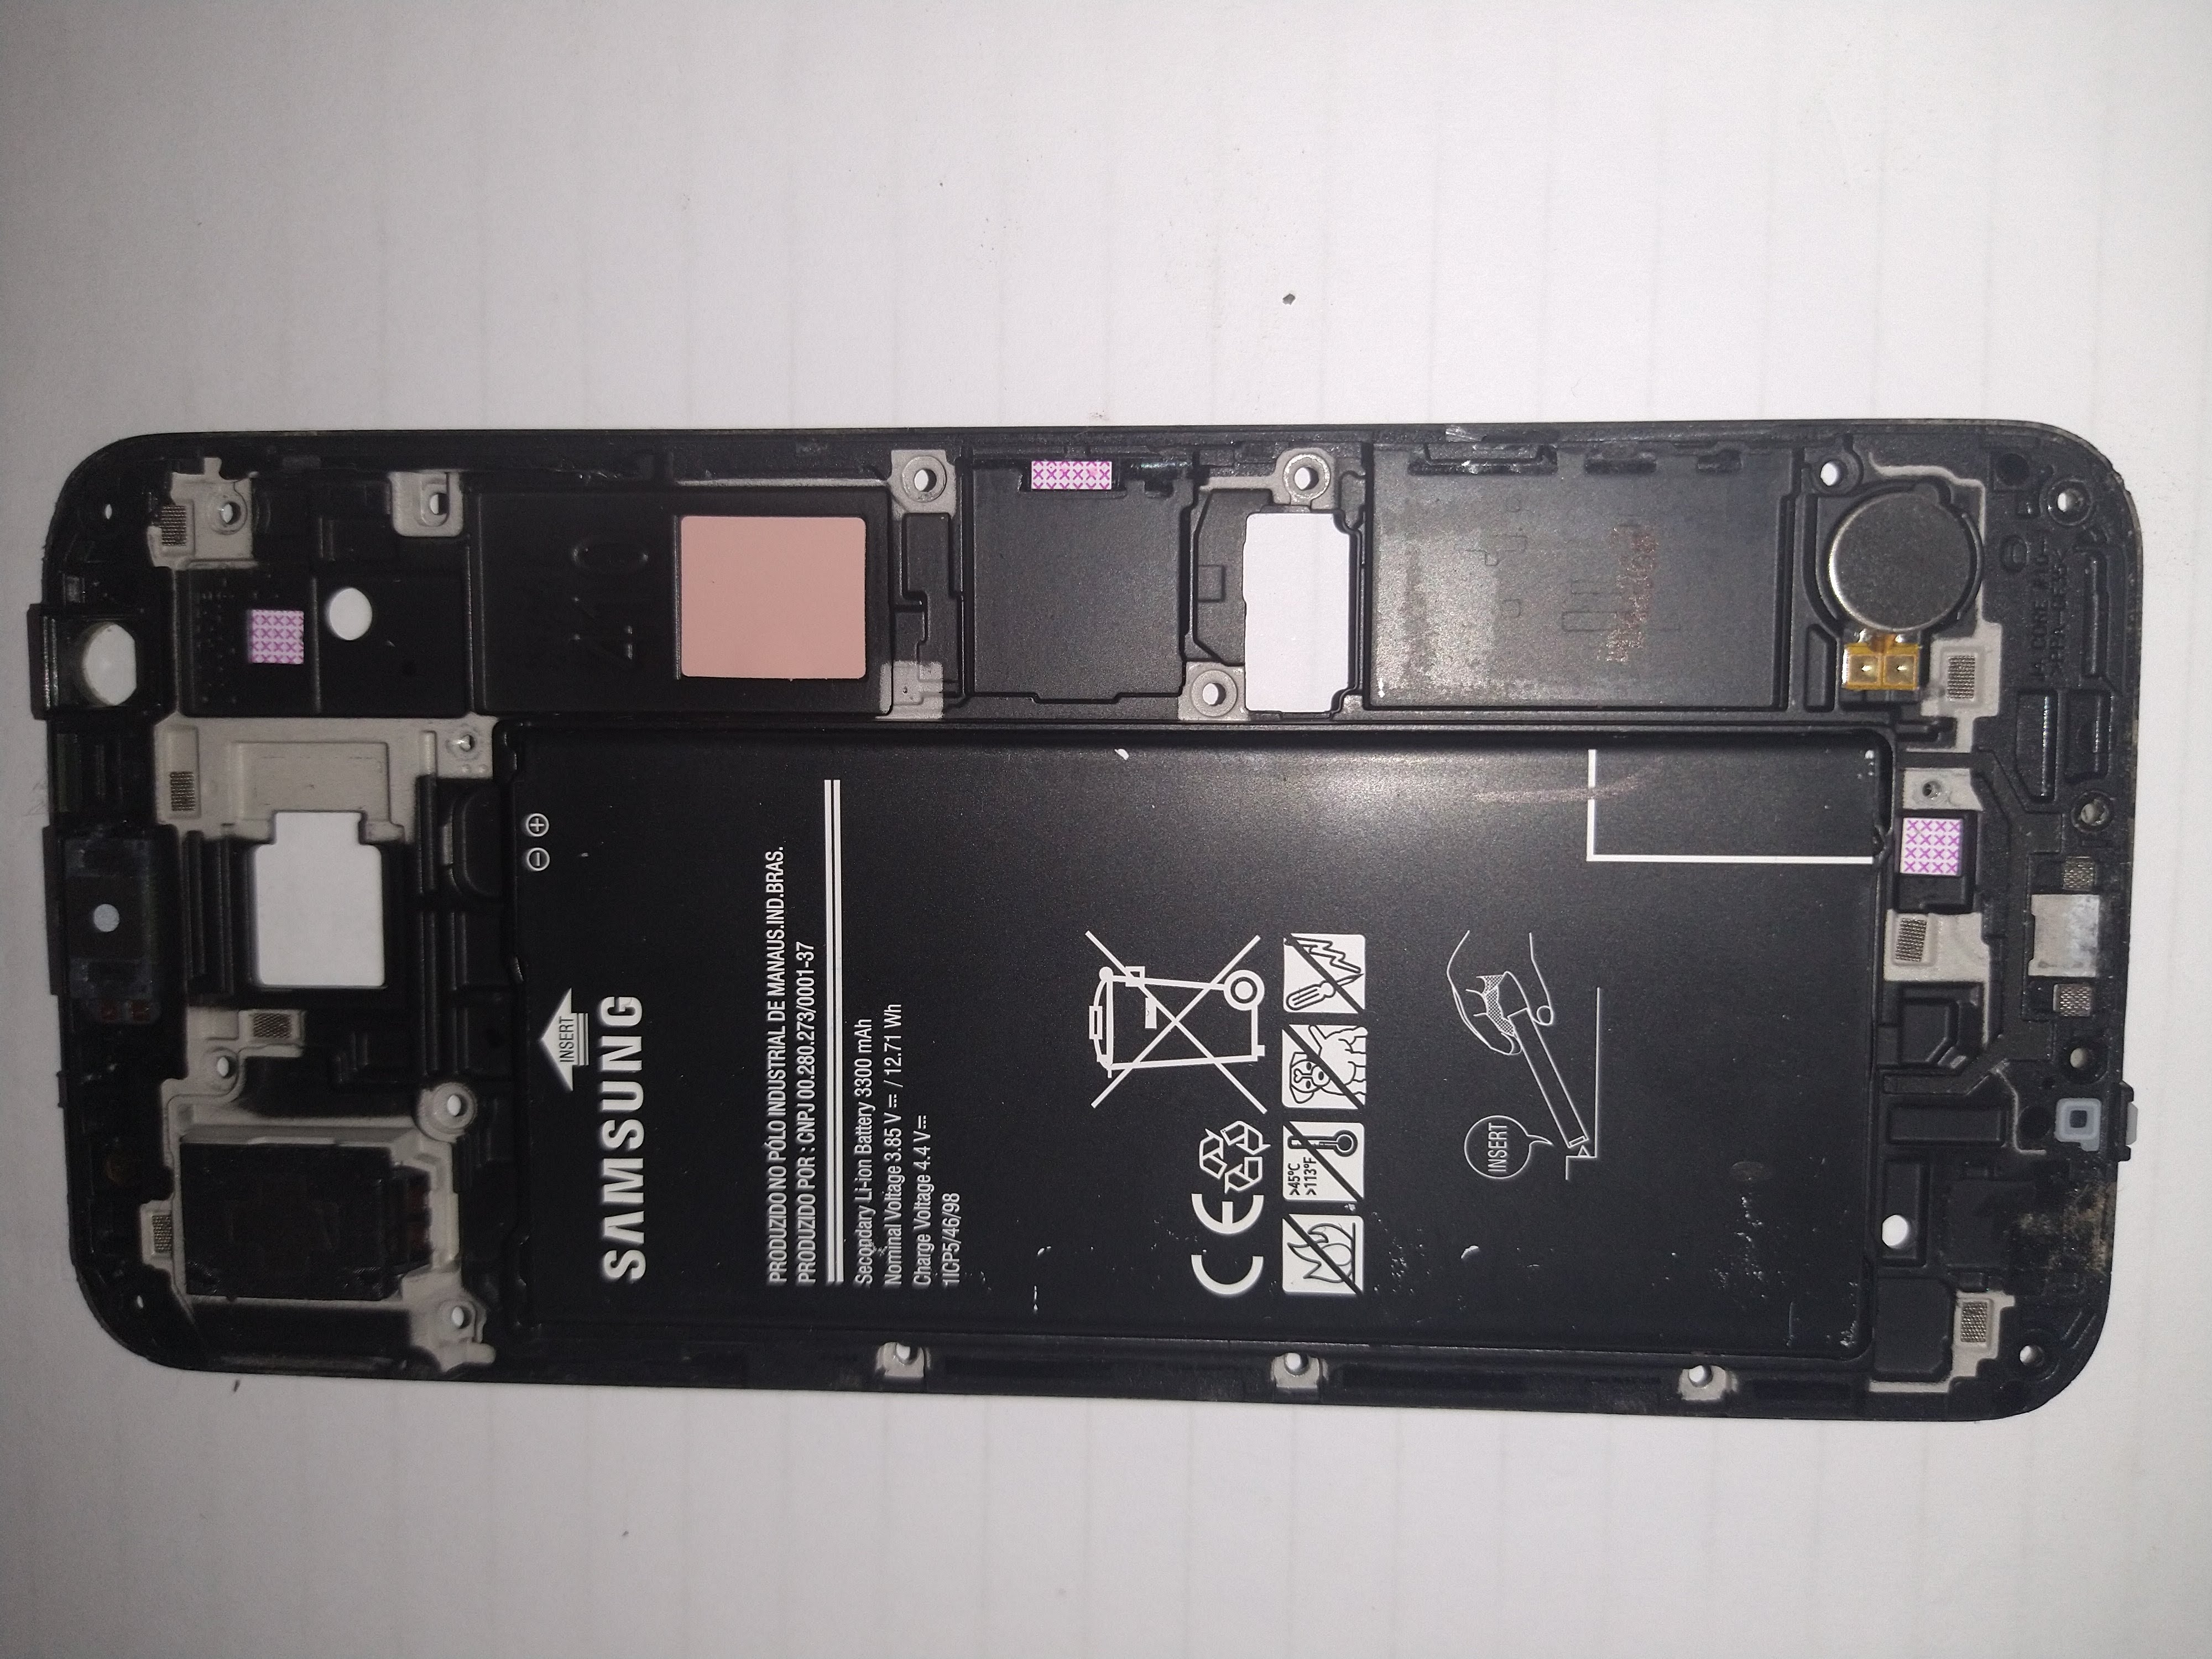 INSERT
SAMSUNG
410
PRODUZIDO NO PÓLO INDUSTRIAL DE MANAUS.IND.BRAS.
PRODUZIDO POR : CNPJ 00.280.273/0001-37
Secondary Li-ion Battery 3300 mAh
Nominal Voltage 3.85 V⎓ / 12.71 Wh
Charge Voltage 4.4 V⎓
1ICP5/46/98
CE
>45°C
>113°F
INSERT
J4 CORE #10